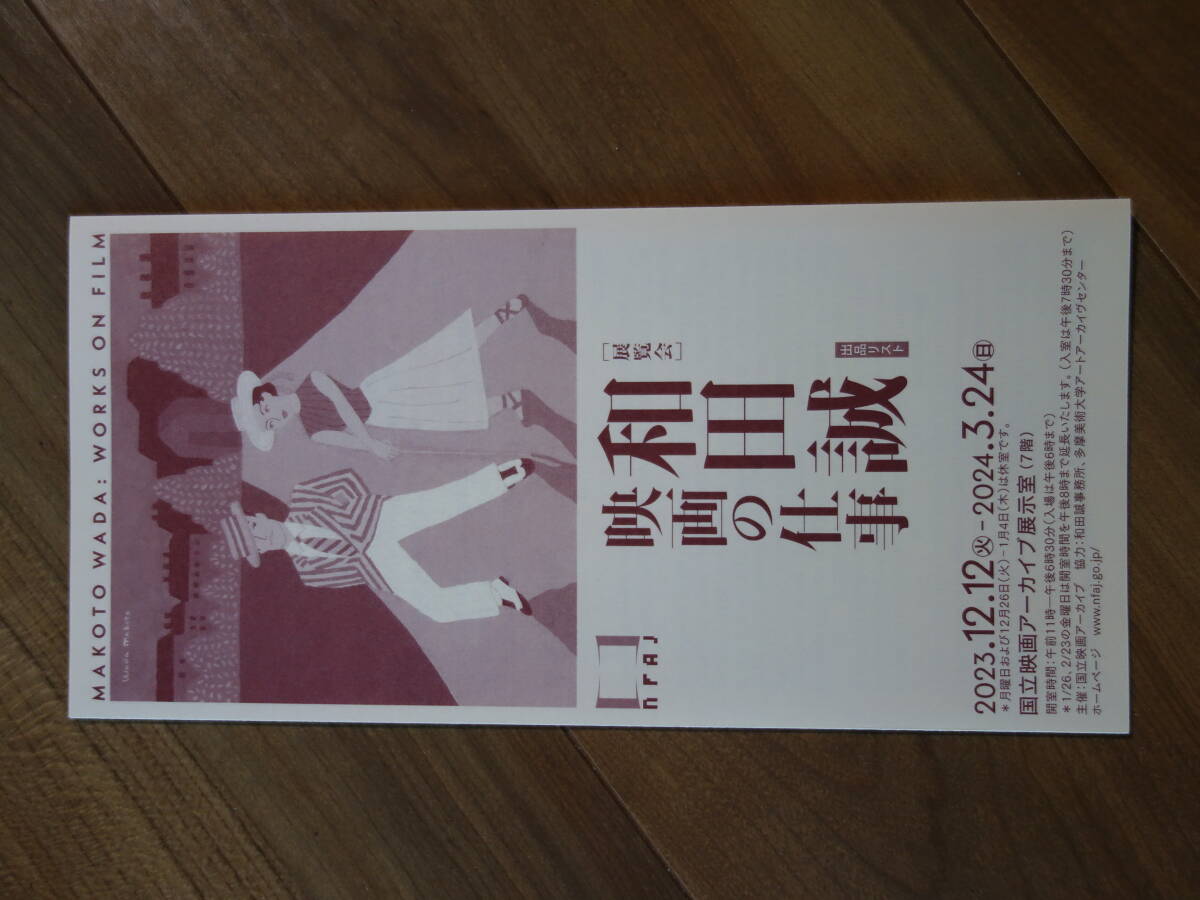 MAKOTO WADA: WORKS ON FILM
Wada Makoto
[展覧会]
和田誠
映画の仕事
出品リスト
NFAJ
2023.12.12㊋-2024.3.24㊐
*月曜日および12月26日(火)–1月4日(木)は休室です。
国立映画アーカイブ展示室(7階)
開室時間:午前11時―午後6時30分(入場は午後6時まで)
*1/26、2/23の金曜日は開室時間を午後8時まで延長いたします。(入室は午後7時30分まで)
主催:国立映画アーカイブ 協力:和田誠事務所、多摩美術大学アートアーカイヴセンター
ホームページ www.nfaj.go.jp/